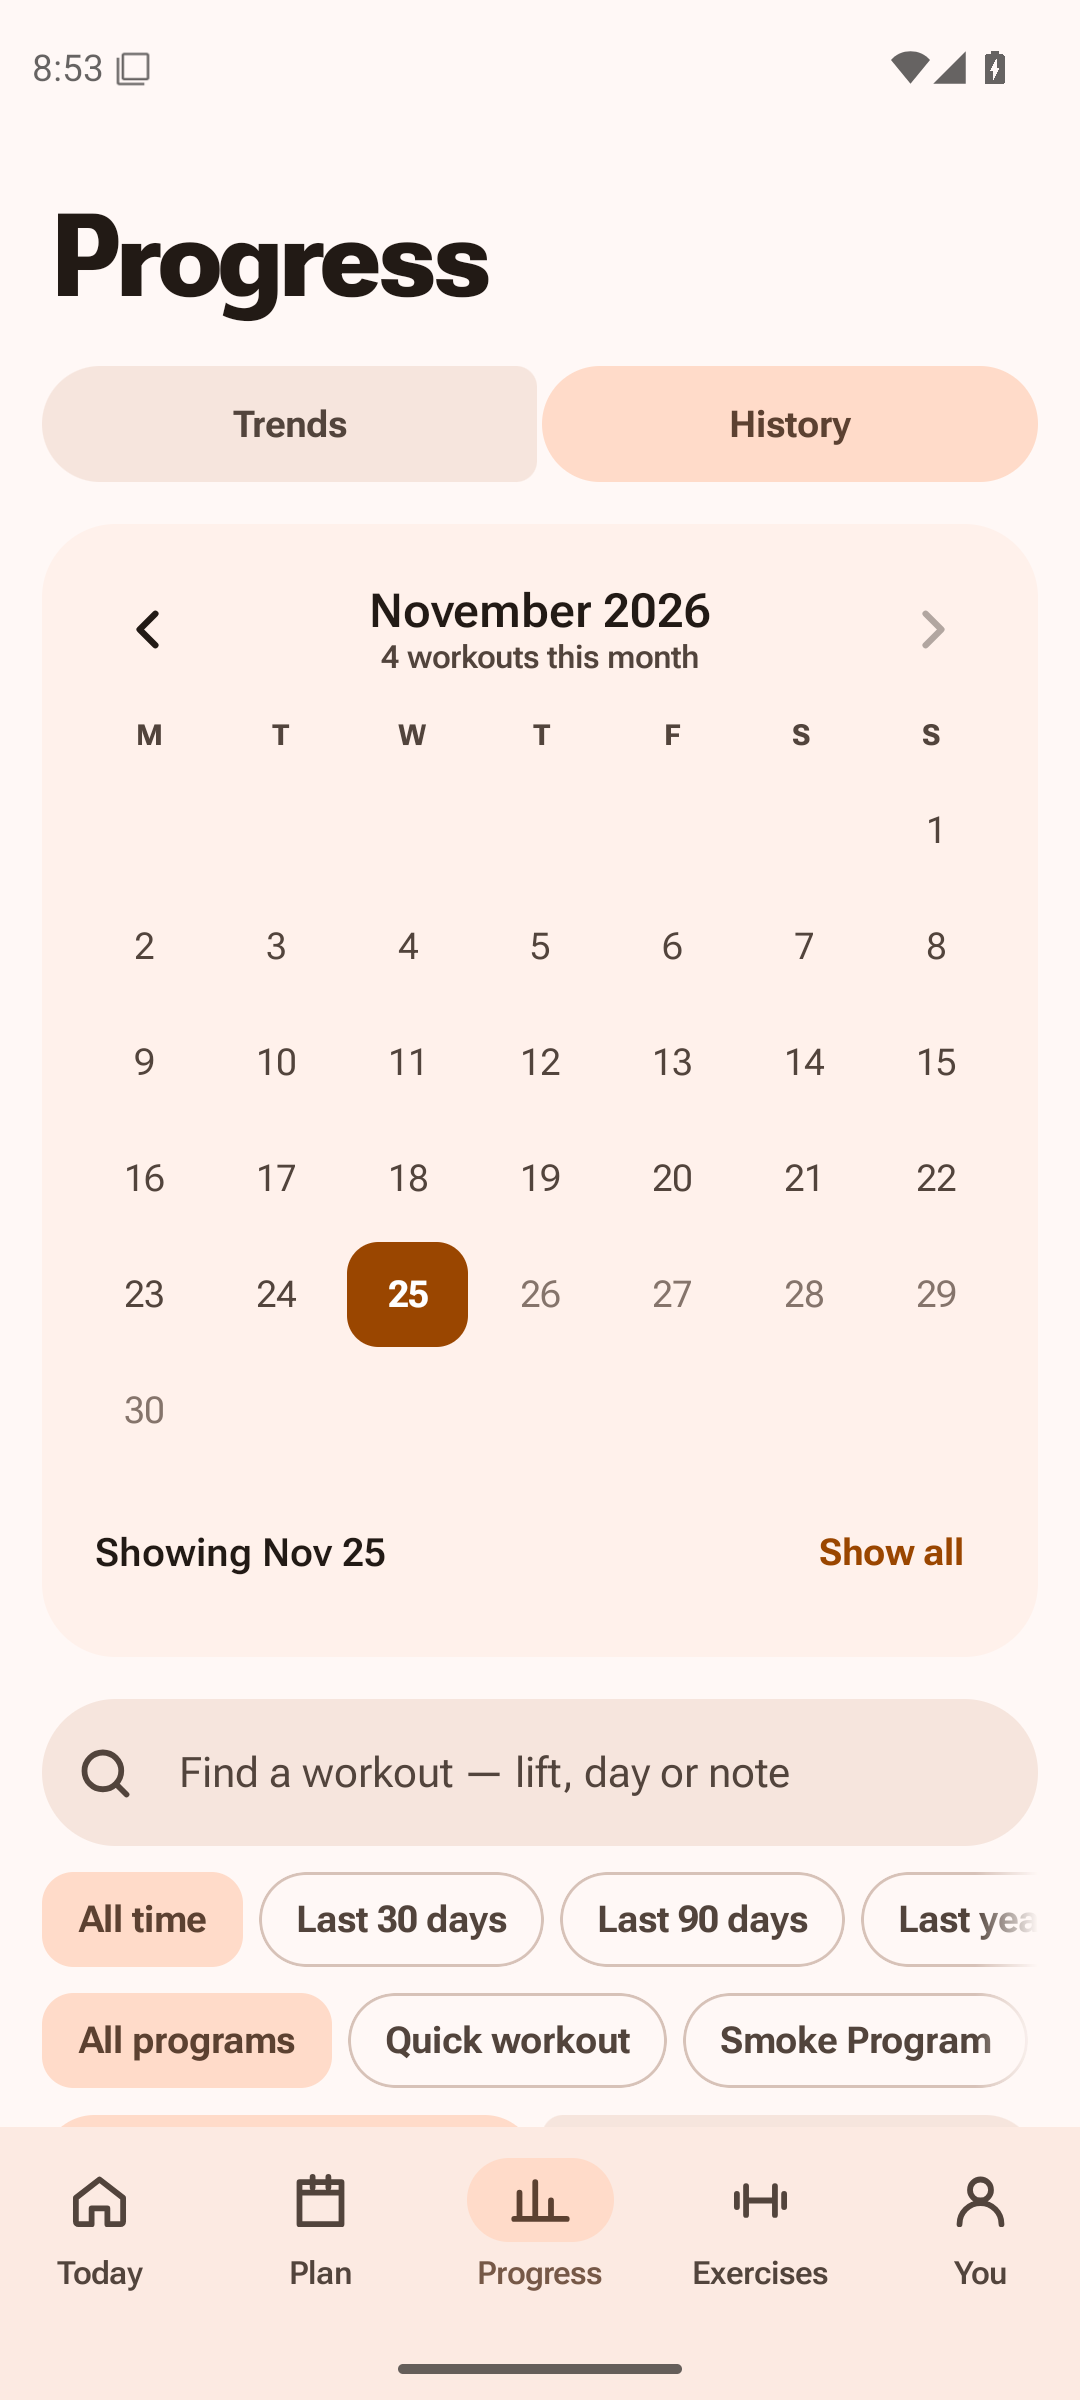 8:53
Progress
Trends History
November 2026
4 workouts this month
M T W T F S S
1
2 3 4 5 6 7 8
9 10 11 12 13 14 15
16 17 18 19 20 21 22
23 24 25 26 27 28 29
30
Showing Nov 25 Show all
Find a workout — lift, day or note
All time Last 30 days Last 90 days Last yea
All programs Quick workout Smoke Program
Today Plan Progress Exercises You